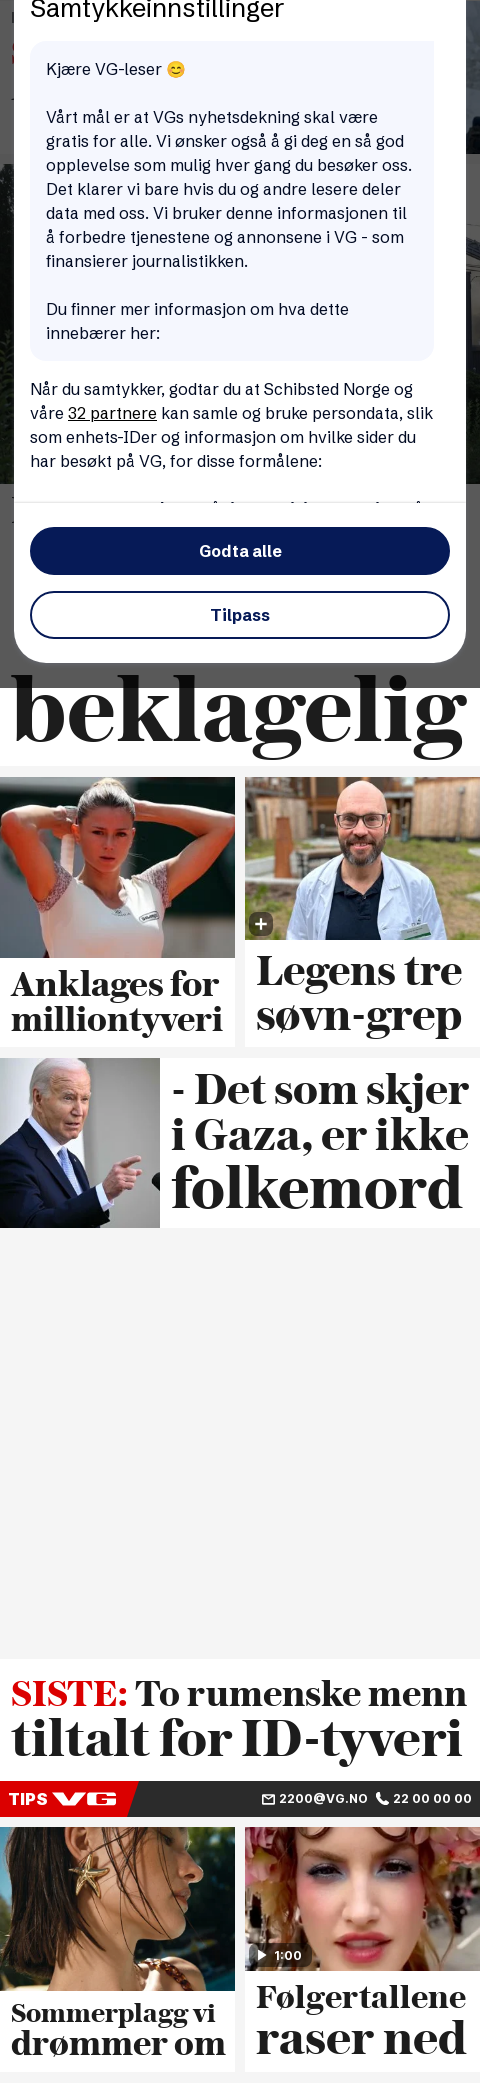 Samtykkeinnstillinger
Kjære VG-leser 😊
Vårt mål er at VGs nyhetsdekning skal være
gratis for alle. Vi ønsker også å gi deg en så god
opplevelse som mulig hver gang du besøker oss.
Det klarer vi bare hvis du og andre lesere deler
data med oss. Vi bruker denne informasjonen til
å forbedre tjenestene og annonsene i VG - som
finansierer journalistikken.
Du finner mer informasjon om hva dette
innebærer her:
Når du samtykker, godtar du at Schibsted Norge og
våre 32 partnere kan samle og bruke persondata, slik
som enhets-IDer og informasjon om hvilke sider du
har besøkt på VG, for disse formålene:
Godta alle
Tilpass
beklagelig
Anklages for
milliontyveri
Legens tre
søvn-grep
- Det som skjer
i Gaza, er ikke
folkemord
SISTE: To rumenske menn
tiltalt for ID-tyveri
TIPS VG 2200@VG.NO 22 00 00 00
1:00
Sommerplagg vi
drømmer om
Følgertallene
raser ned